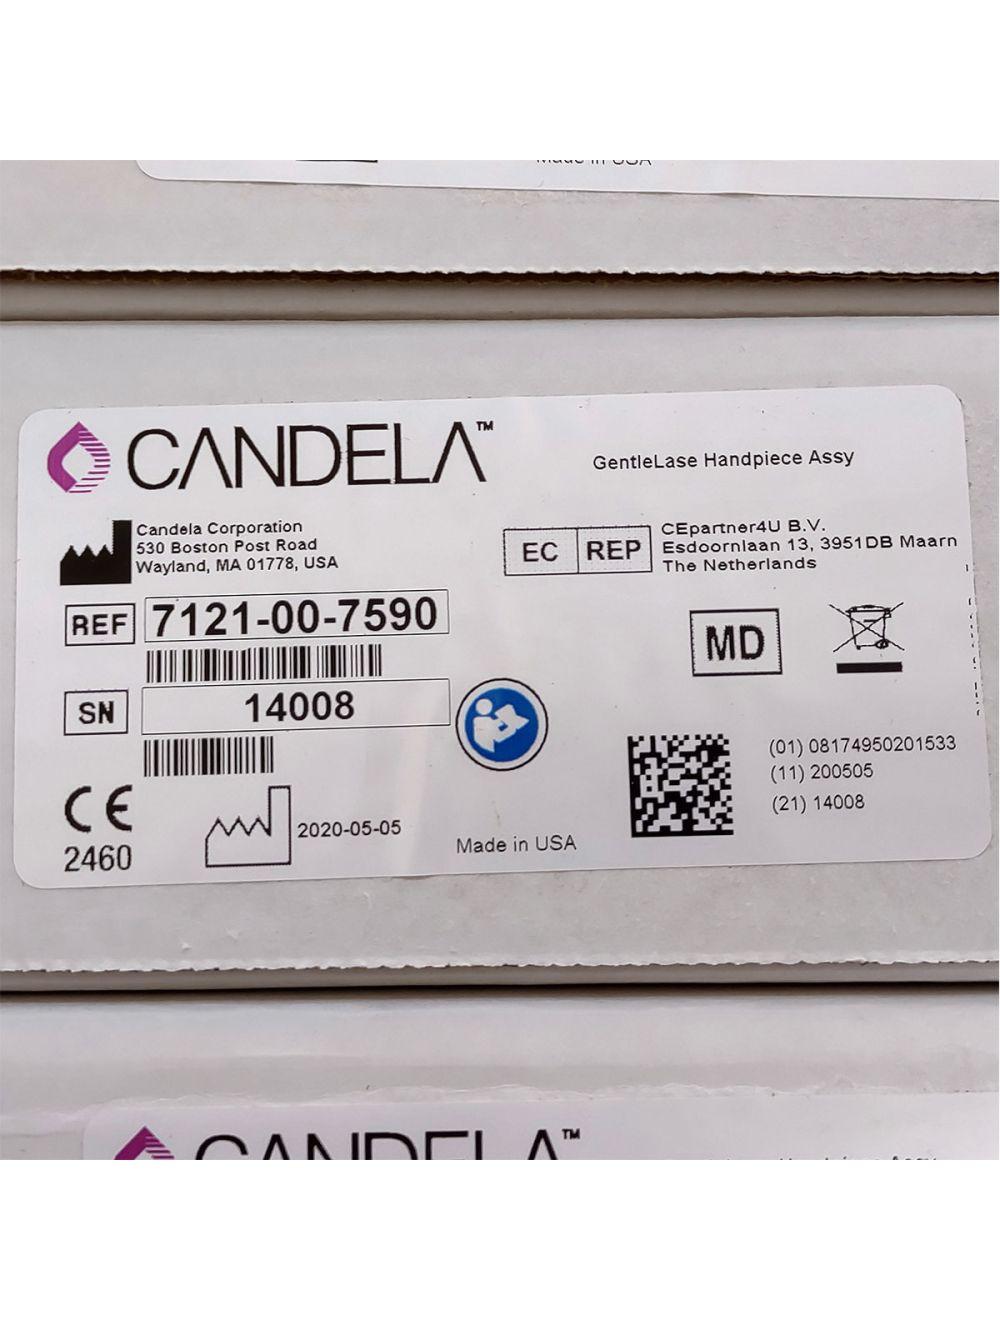 Made in USA
CANDELA™
GentleLase Handpiece Assy
Candela Corporation
530 Boston Post Road
Wayland, MA 01778, USA
EC REP
CEpartner4U B.V.
Esdoornlaan 13, 3951DB Maarn
The Netherlands
REF 7121-00-7590
MD
SN 14008
(01) 08174950201533
(11) 200505
(21) 14008
CE
2460
2020-05-05
Made in USA
CANDELA™